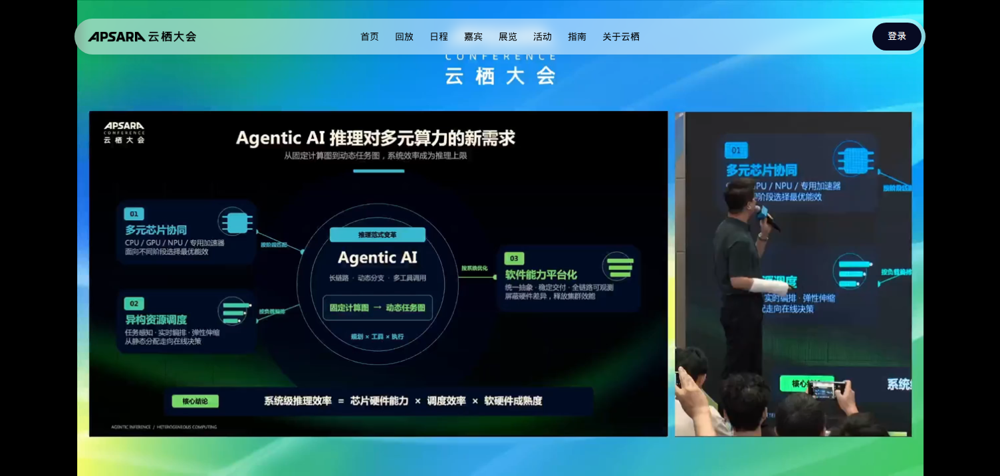 APSARA 云栖大会
首页 回放 日程 嘉宾 展览 活动 指南 关于云栖
登录
CONFERENCE
云栖大会
APSARA
CONFERENCE
云栖大会
Agentic AI 推理对多元算力的新需求
从固定计算图到动态任务图，系统效率成为推理上限
01
多元芯片协同
CPU / GPU / NPU / 专用加速器
面向不同阶段选择最优能效
按阶段匹配
02
异构资源调度
任务感知 · 实时编排 · 弹性伸缩
从静态分配走向在线决策
按负载编排
推理范式变革
Agentic AI
长链路 · 动态分支 · 多工具调用
固定计算图 → 动态任务图
规划 × 工具 × 执行
按系统优化
03
软件能力平台化
统一抽象 · 稳定交付 · 全链路可观测
屏蔽硬件差异，释放集群效能
核心结论
系统级推理效率 = 芯片硬件能力 × 调度效率 × 软硬件成熟度
AGENTIC INFERENCE / HETEROGENEOUS COMPUTING
01
多元芯片协同
PU / NPU / 专用加速器
阶段选择最优能效
按阶段匹配
源调度
实时编排 · 弹性伸缩
配走向在线决策
按负载编排
核心结
系统